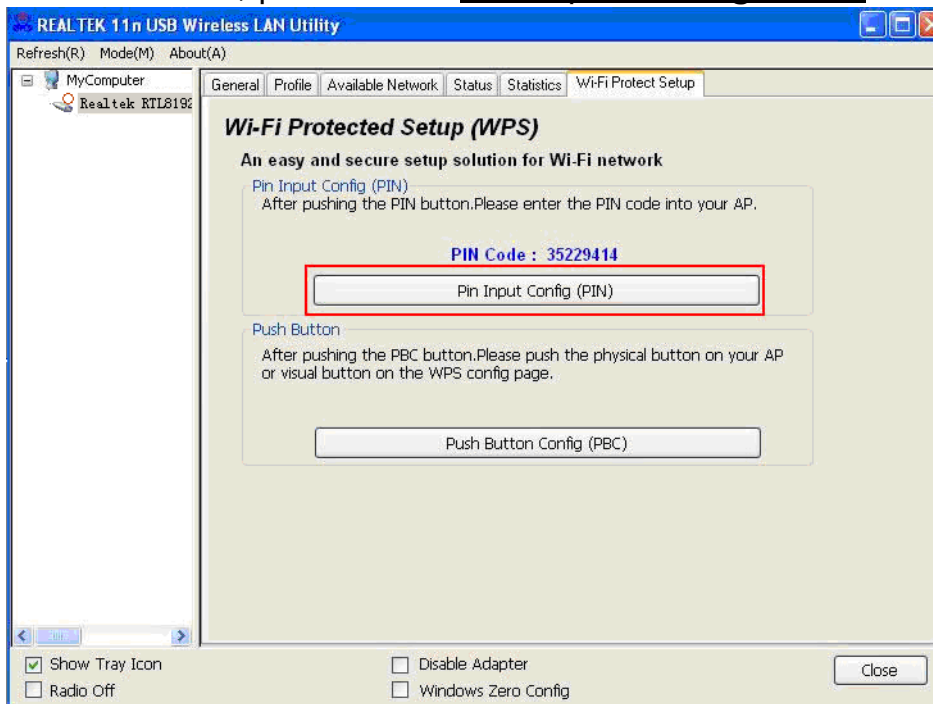 REALTEK 11n USB Wireless LAN Utility
Refresh(R) Mode(M) About(A)
MyComputer
Realtek RTL8192
General Profile Available Network Status Statistics Wi-Fi Protect Setup
Wi-Fi Protected Setup (WPS)
An easy and secure setup solution for Wi-Fi network
Pin Input Config (PIN)
After pushing the PIN button.Please enter the PIN code into your AP.
PIN Code : 35229414
Pin Input Config (PIN)
Push Button
After pushing the PBC button.Please push the physical button on your AP
or visual button on the WPS config page.
Push Button Config (PBC)
Show Tray Icon
Radio Off
Disable Adapter
Windows Zero Config
Close